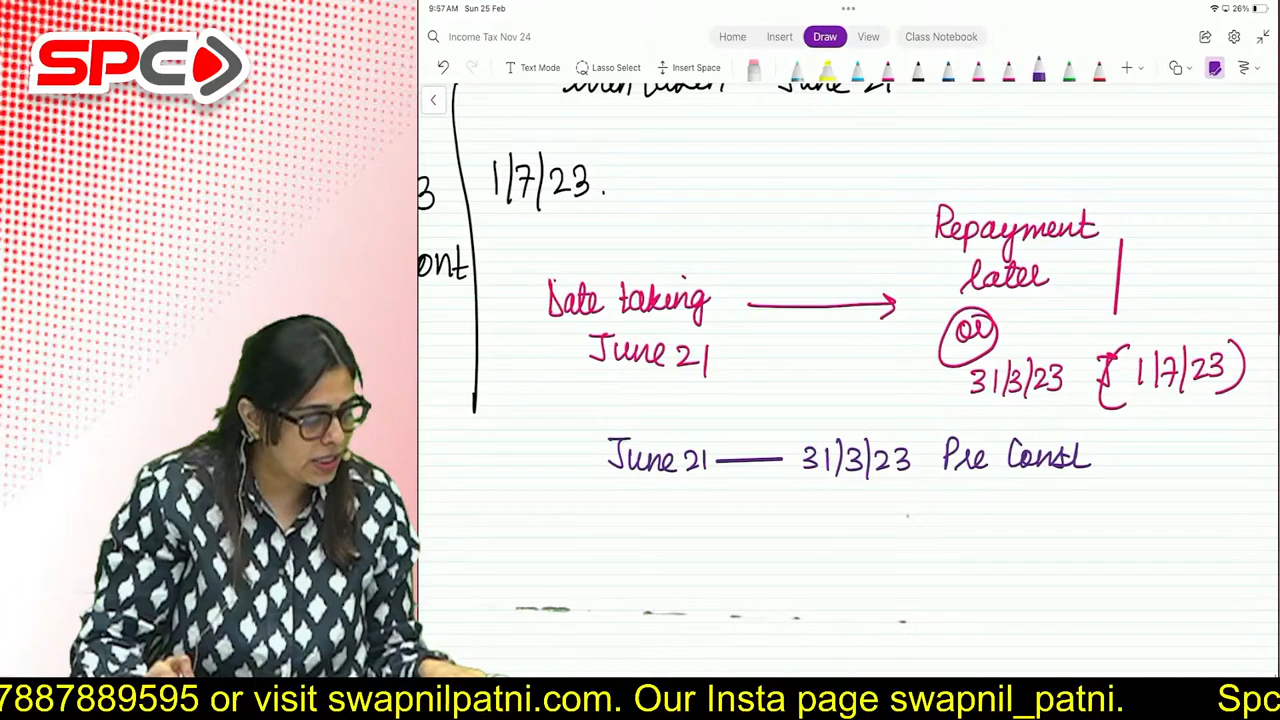 SPC
9:57 AM Sun 25 Feb
26%
Income Tax Nov 24
Home Insert Draw View Class Notebook
Text Mode Lasso Select Insert Space
June 21
3
1/7/23.
ont
Repayment
later
Date taking
June 21
or
31/3/23 (1/7/23)
June 21 — 31/3/23 Pre Const
7887889595 or visit swapnilpatni.com. Our Insta page swapnil_patni. Spc